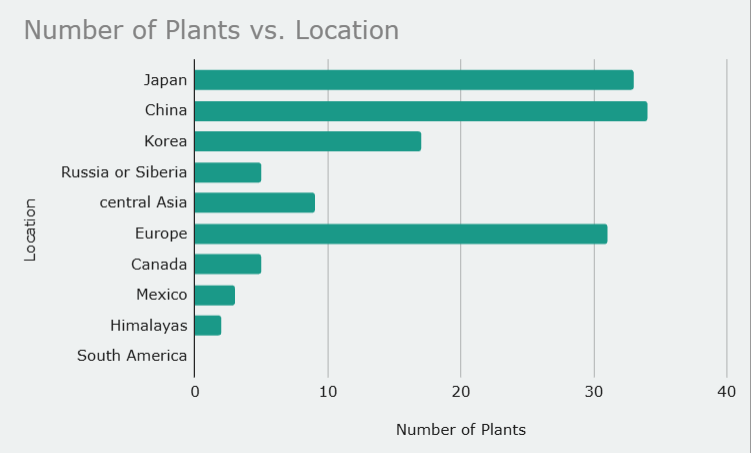 Number of Plants vs. Location
Location
Japan
China
Korea
Russia or Siberia
central Asia
Europe
Canada
Mexico
Himalayas
South America
0 10 20 30 40
Number of Plants